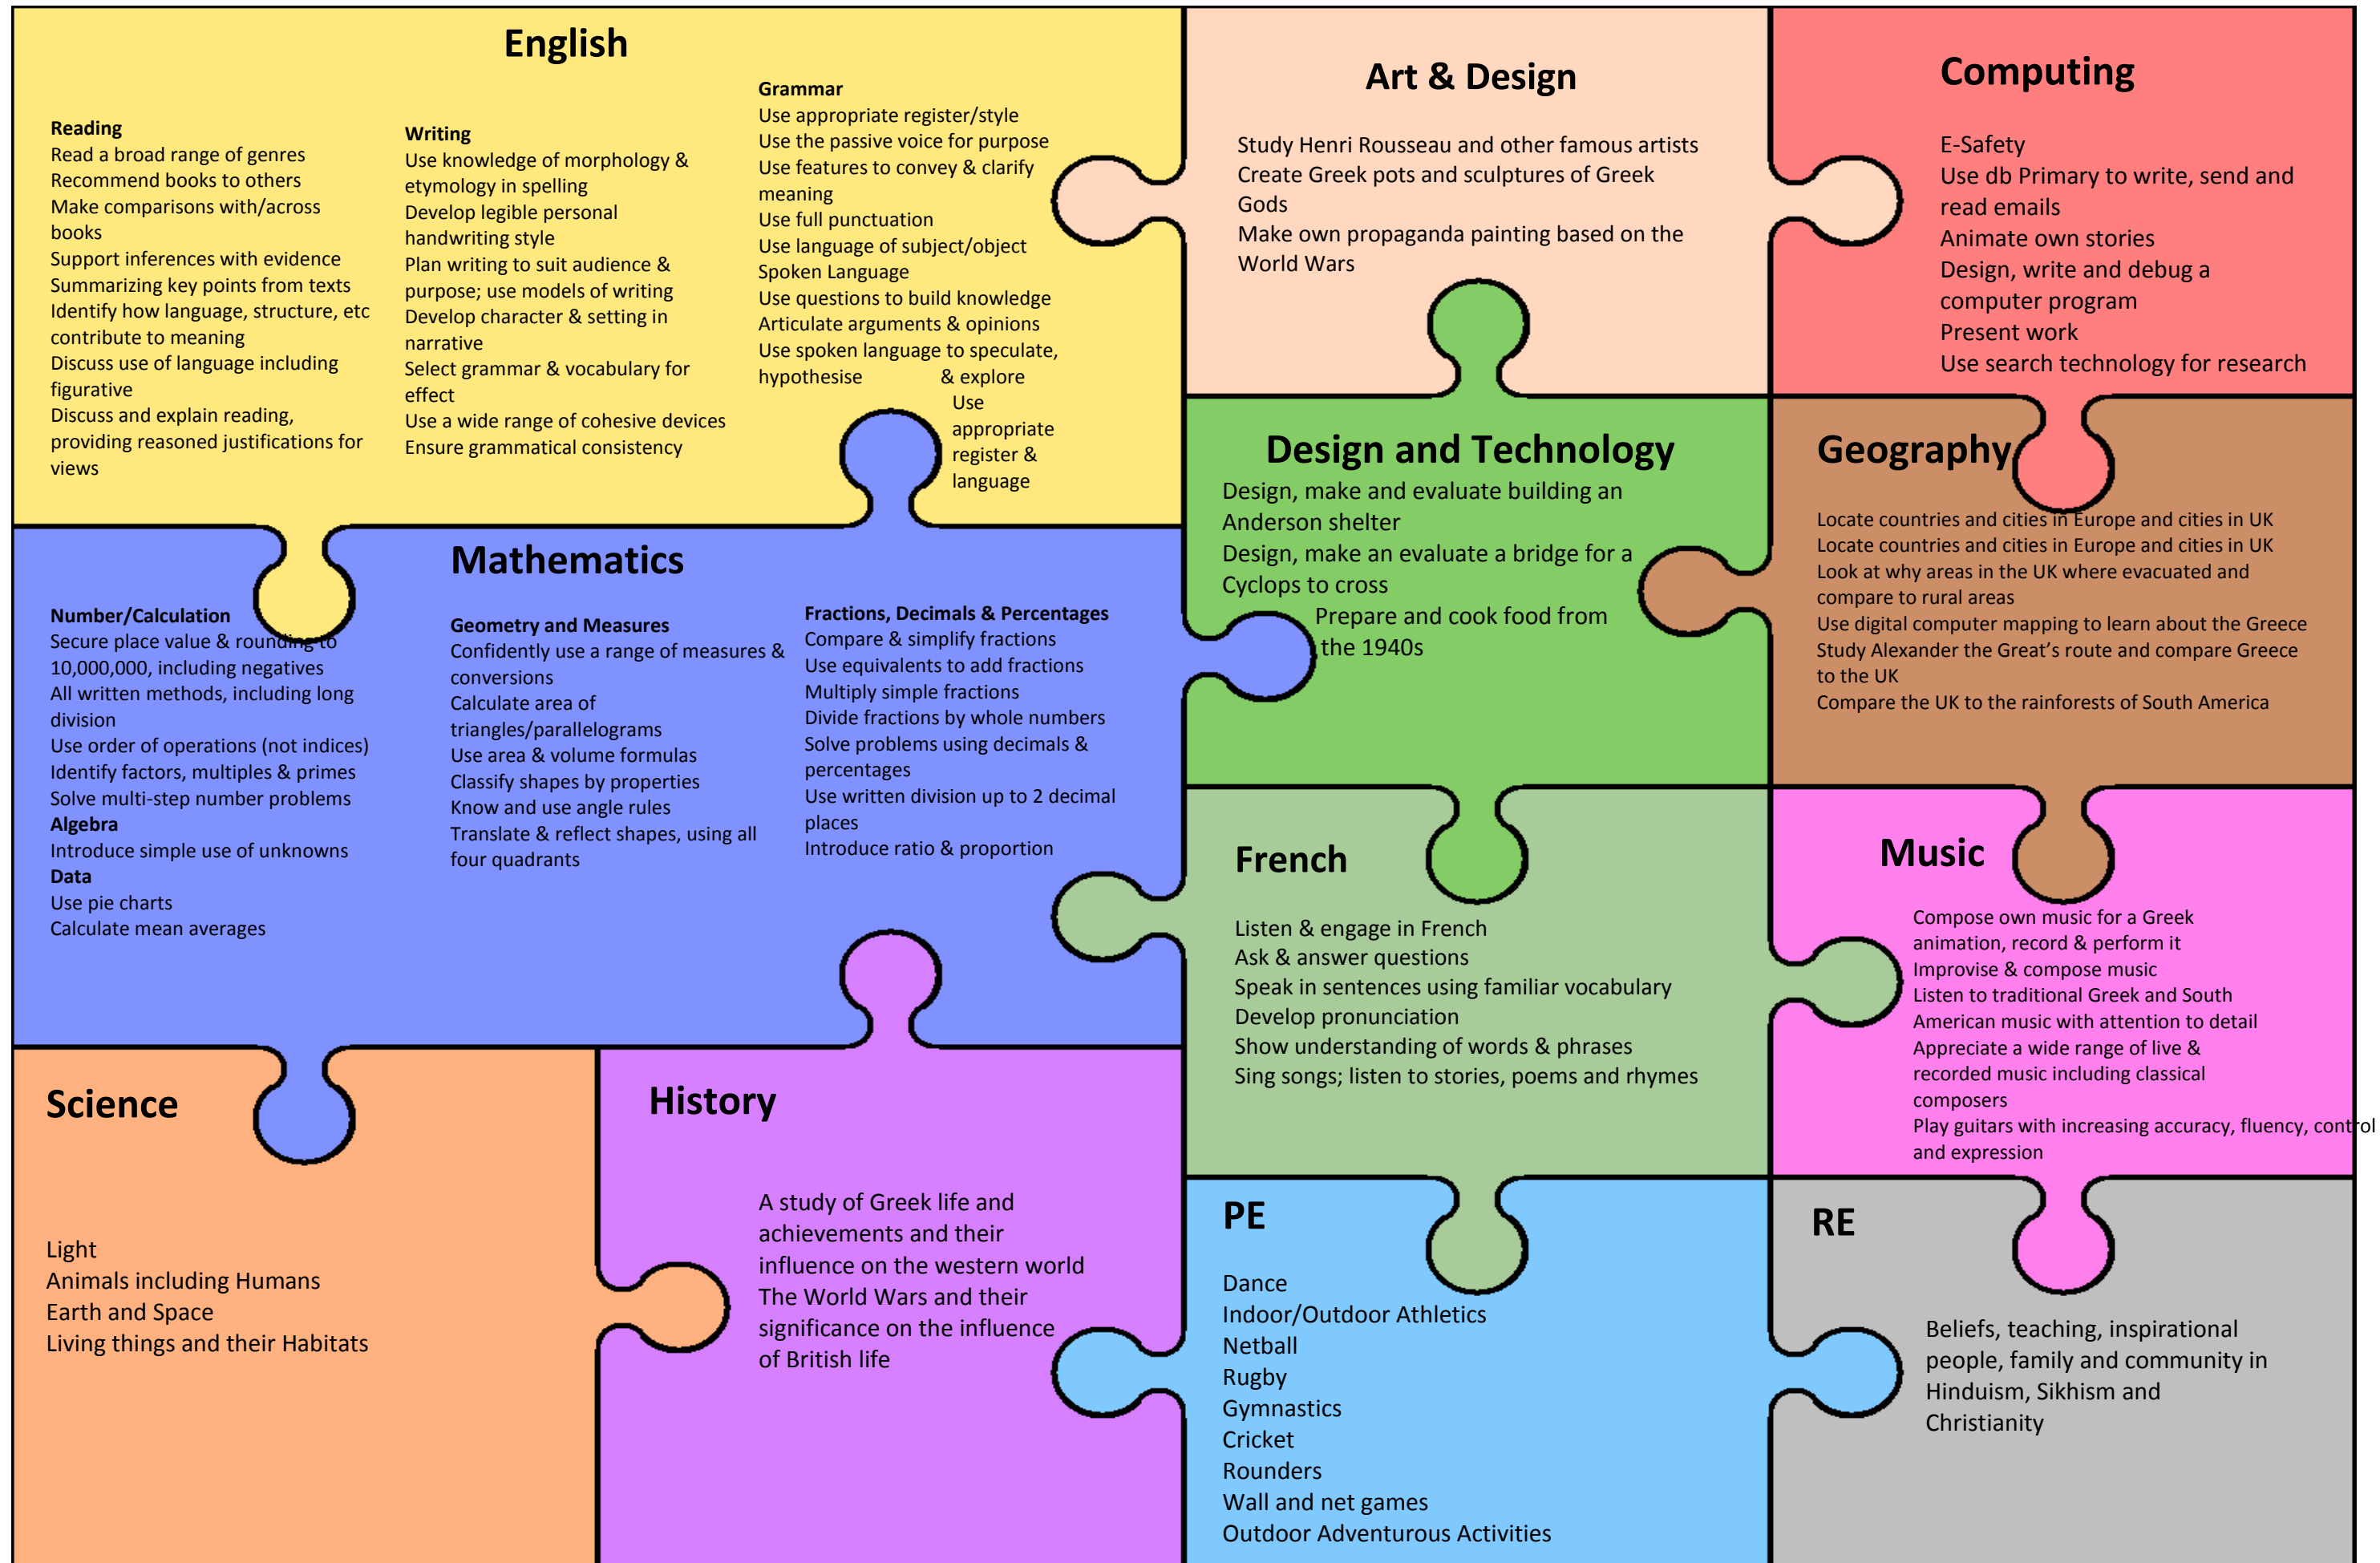 English
Reading
Read a broad range of genres
Recommend books to others
Make comparisons with/across
books
Support inferences with evidence
Summarizing key points from texts
Identify how language, structure, etc
contribute to meaning
Discuss use of language including
figurative
Discuss and explain reading,
providing reasoned justifications for
views
Writing
Use knowledge of morphology &
etymology in spelling
Develop legible personal
handwriting style
Plan writing to suit audience &
purpose; use models of writing
Develop character & setting in
narrative
Select grammar & vocabulary for
effect
Use a wide range of cohesive devices
Ensure grammatical consistency
Grammar
Use appropriate register/style
Use the passive voice for purpose
Use features to convey & clarify
meaning
Use full punctuation
Use language of subject/object
Spoken Language
Use questions to build knowledge
Articulate arguments & opinions
Use spoken language to speculate,
hypothesise & explore
Use
appropriate
register &
language
Art & Design
Study Henri Rousseau and other famous artists
Create Greek pots and sculptures of Greek
Gods
Make own propaganda painting based on the
World Wars
Computing
E-Safety
Use db Primary to write, send and
read emails
Animate own stories
Design, write and debug a
computer program
Present work
Use search technology for research
Mathematics
Number/Calculation
Secure place value & rounding to
10,000,000, including negatives
All written methods, including long
division
Use order of operations (not indices)
Identify factors, multiples & primes
Solve multi-step number problems
Algebra
Introduce simple use of unknowns
Data
Use pie charts
Calculate mean averages
Geometry and Measures
Confidently use a range of measures &
conversions
Calculate area of
triangles/parallelograms
Use area & volume formulas
Classify shapes by properties
Know and use angle rules
Translate & reflect shapes, using all
four quadrants
Fractions, Decimals & Percentages
Compare & simplify fractions
Use equivalents to add fractions
Multiply simple fractions
Divide fractions by whole numbers
Solve problems using decimals &
percentages
Use written division up to 2 decimal
places
Introduce ratio & proportion
Design and Technology
Design, make and evaluate building an
Anderson shelter
Design, make an evaluate a bridge for a
Cyclops to cross
Prepare and cook food from
the 1940s
Geography
Locate countries and cities in Europe and cities in UK
Locate countries and cities in Europe and cities in UK
Look at why areas in the UK where evacuated and
compare to rural areas
Use digital computer mapping to learn about the Greece
Study Alexander the Great's route and compare Greece
to the UK
Compare the UK to the rainforests of South America
French
Listen & engage in French
Ask & answer questions
Speak in sentences using familiar vocabulary
Develop pronunciation
Show understanding of words & phrases
Sing songs; listen to stories, poems and rhymes
Music
Compose own music for a Greek
animation, record & perform it
Improvise & compose music
Listen to traditional Greek and South
American music with attention to detail
Appreciate a wide range of live &
recorded music including classical
composers
Play guitars with increasing accuracy, fluency, control
and expression
Science
Light
Animals including Humans
Earth and Space
Living things and their Habitats
History
A study of Greek life and
achievements and their
influence on the western world
The World Wars and their
significance on the influence
of British life
PE
Dance
Indoor/Outdoor Athletics
Netball
Rugby
Gymnastics
Cricket
Rounders
Wall and net games
Outdoor Adventurous Activities
RE
Beliefs, teaching, inspirational
people, family and community in
Hinduism, Sikhism and
Christianity